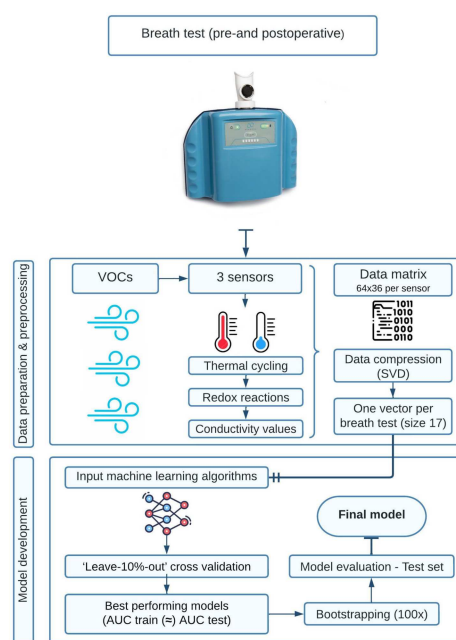 Breath test (pre-and postoperative)
Data preparation & preprocessing
VOCs
3 sensors
Thermal cycling
Redox reactions
Conductivity values
Data matrix
64x36 per sensor
1011
1010
0101
000
0110
Data compression
(SVD)
One vector per
breath test (size 17)
Model development
Input machine learning algorithms
‘Leave-10%-out’ cross validation
Best performing models
(AUC train (≈) AUC test)
Bootstrapping (100x)
Model evaluation - Test set
Final model